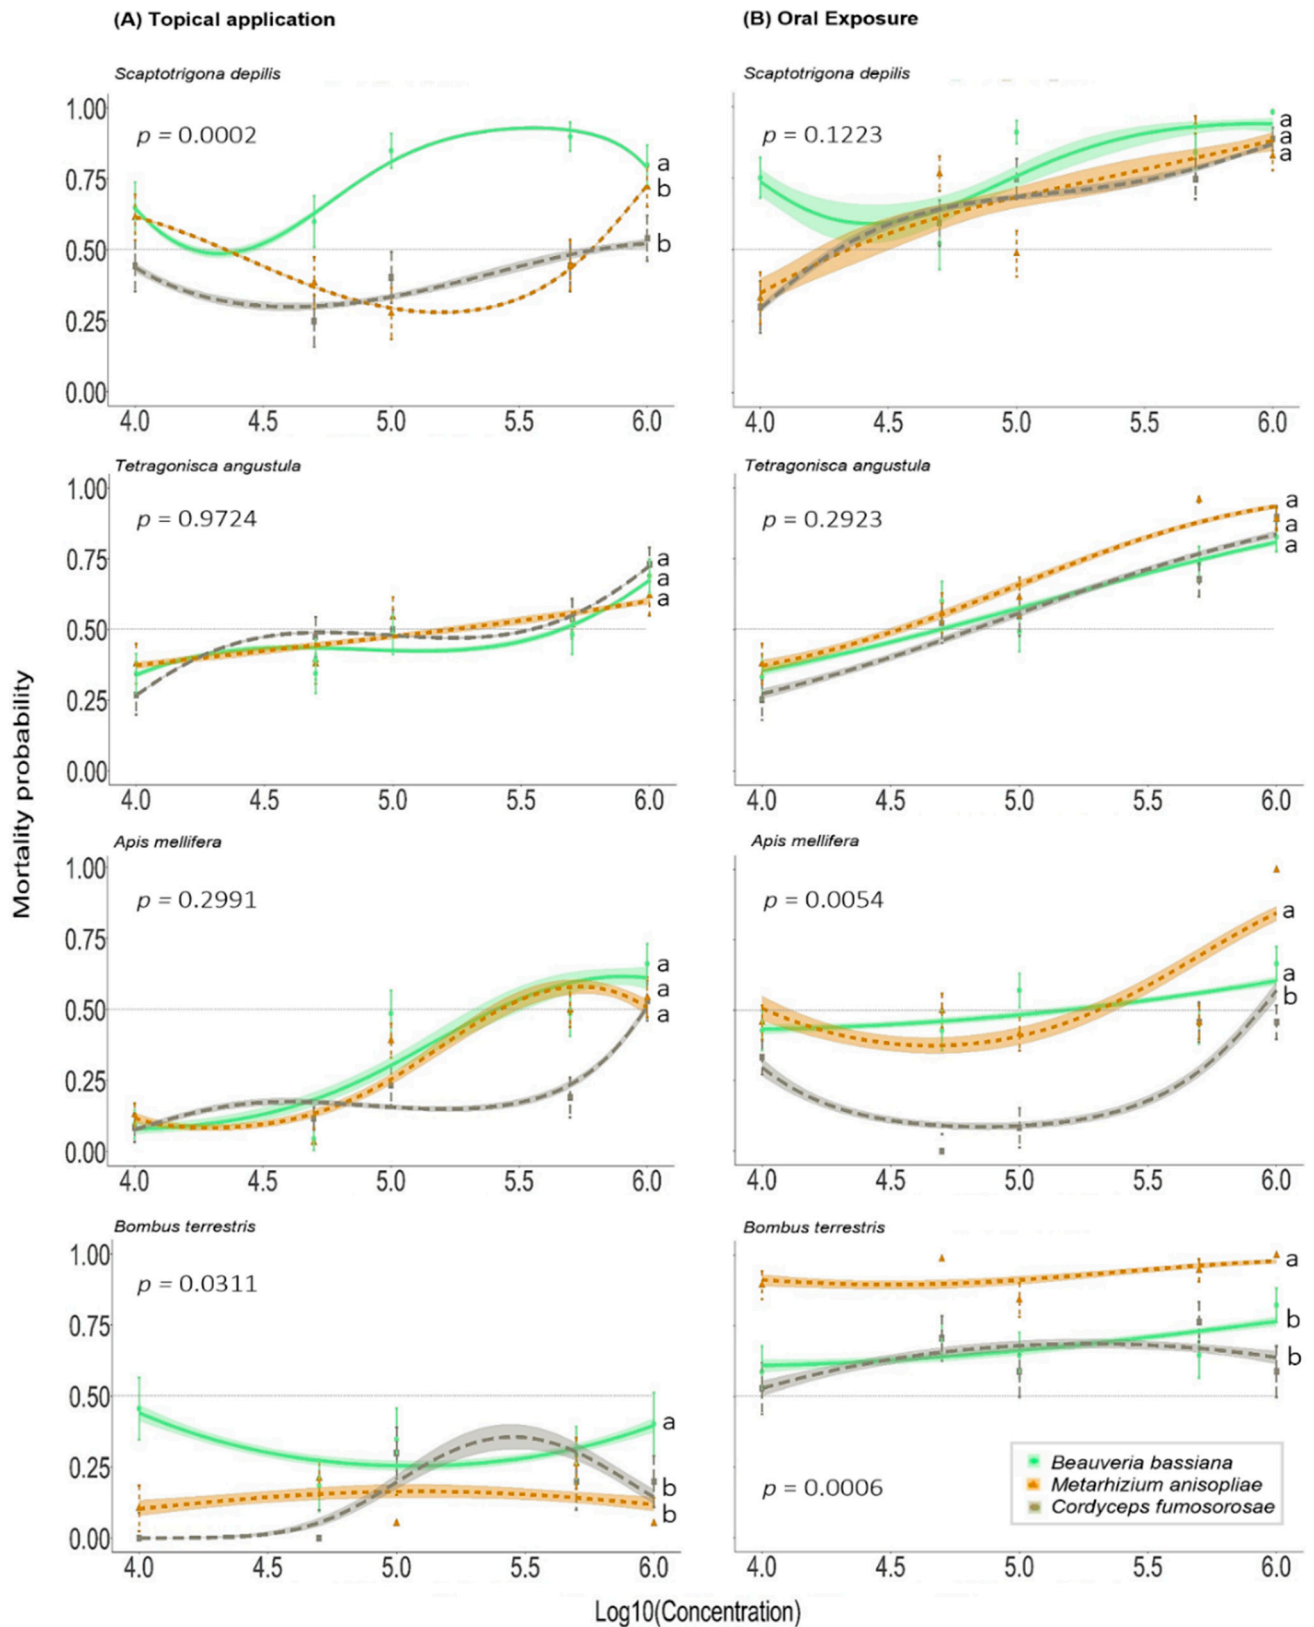 (A) Topical application
(B) Oral Exposure
Mortality probability
Scaptotrigona depilis
p = 0.0002
1.00
0.75
0.50
0.25
0.00
a
b
b
4.0 4.5 5.0 5.5 6.0
Scaptotrigona depilis
p = 0.1223
a
a
a
4.0 4.5 5.0 5.5 6.0
Tetragonisca angustula
p = 0.9724
1.00
0.75
0.50
0.25
0.00
a
a
a
4.0 4.5 5.0 5.5 6.0
Tetragonisca angustula
p = 0.2923
a
a
a
4.0 4.5 5.0 5.5 6.0
Apis mellifera
p = 0.2991
1.00
0.75
0.50
0.25
0.00
a
a
a
4.0 4.5 5.0 5.5 6.0
Apis mellifera
p = 0.0054
a
a
b
4.0 4.5 5.0 5.5 6.0
Bombus terrestris
p = 0.0311
1.00
0.75
0.50
0.25
0.00
a
b
b
4.0 4.5 5.0 5.5 6.0
Bombus terrestris
a
b
b
p = 0.0006
Beauveria bassiana
Metarhizium anisopliae
Cordyceps fumosorosae
4.0 4.5 5.0 5.5 6.0
Log10(Concentration)